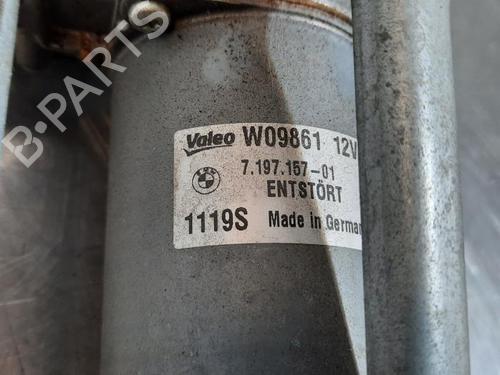 Valeo W09861 12V
7.197.157-01
ENTSTÖRT
1119S Made in German
B-PARTS